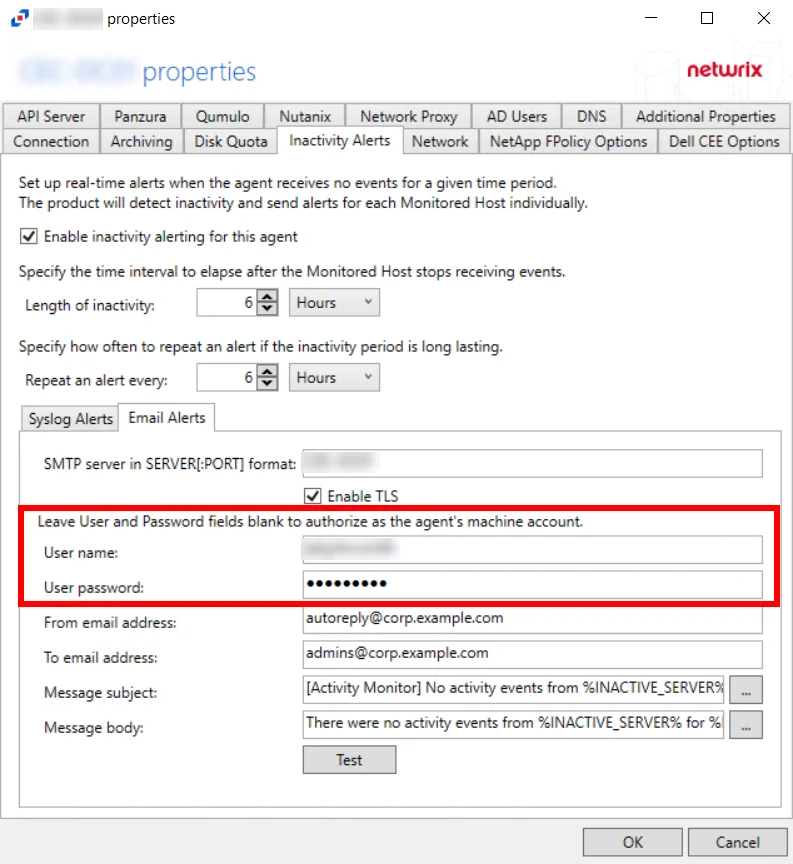 properties
properties
netwrix
API Server Panzura Qumulo Nutanix Network Proxy AD Users DNS Additional Properties
Connection Archiving Disk Quota Inactivity Alerts Network NetApp FPolicy Options Dell CEE Options
Set up real-time alerts when the agent receives no events for a given time period.
The product will detect inactivity and send alerts for each Monitored Host individually.
Enable inactivity alerting for this agent
Specify the time interval to elapse after the Monitored Host stops receiving events.
Length of inactivity: 6 Hours
Specify how often to repeat an alert if the inactivity period is long lasting.
Repeat an alert every: 6 Hours
Syslog Alerts Email Alerts
SMTP server in SERVER[:PORT] format:
Enable TLS
Leave User and Password fields blank to authorize as the agent's machine account.
User name:
User password: •••••••••
From email address: autoreply@corp.example.com
To email address: admins@corp.example.com
Message subject: [Activity Monitor] No activity events from %INACTIVE_SERVER% ...
Message body: There were no activity events from %INACTIVE_SERVER% for %I ...
Test
OK Cancel